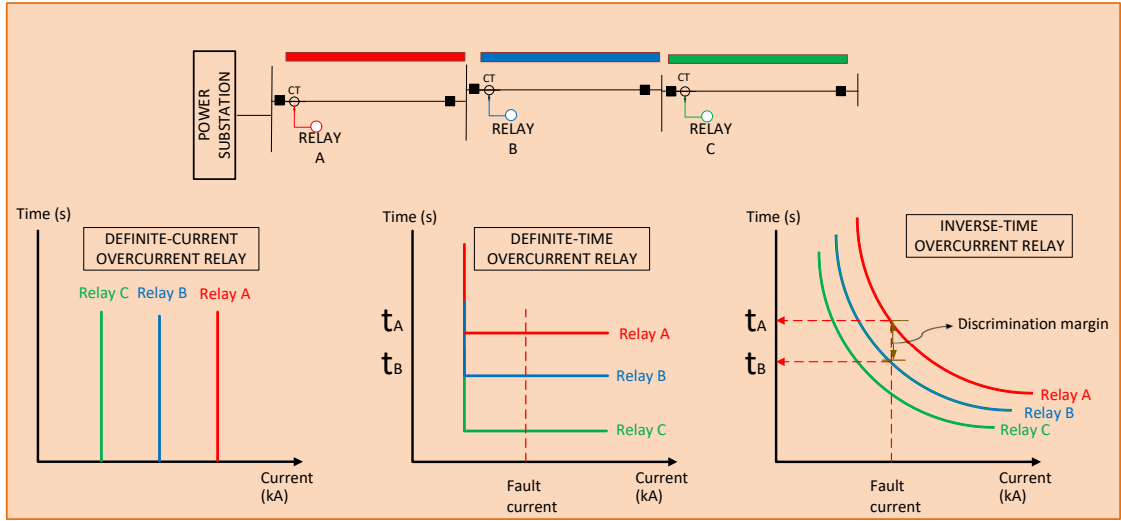 POWER
SUBSTATION
CT
RELAY
A
CT
RELAY
B
CT
RELAY
C
Time (s)
DEFINITE-CURRENT
OVERCURRENT RELAY
Relay C
Relay B
Relay A
Current
(kA)
Time (s)
DEFINITE-TIME
OVERCURRENT RELAY
tA
tB
Relay A
Relay B
Relay C
Fault
current
Current
(kA)
Time (s)
INVERSE-TIME
OVERCURRENT RELAY
tA
tB
Discrimination margin
Relay A
Relay B
Relay C
Fault
current
Current
(kA)